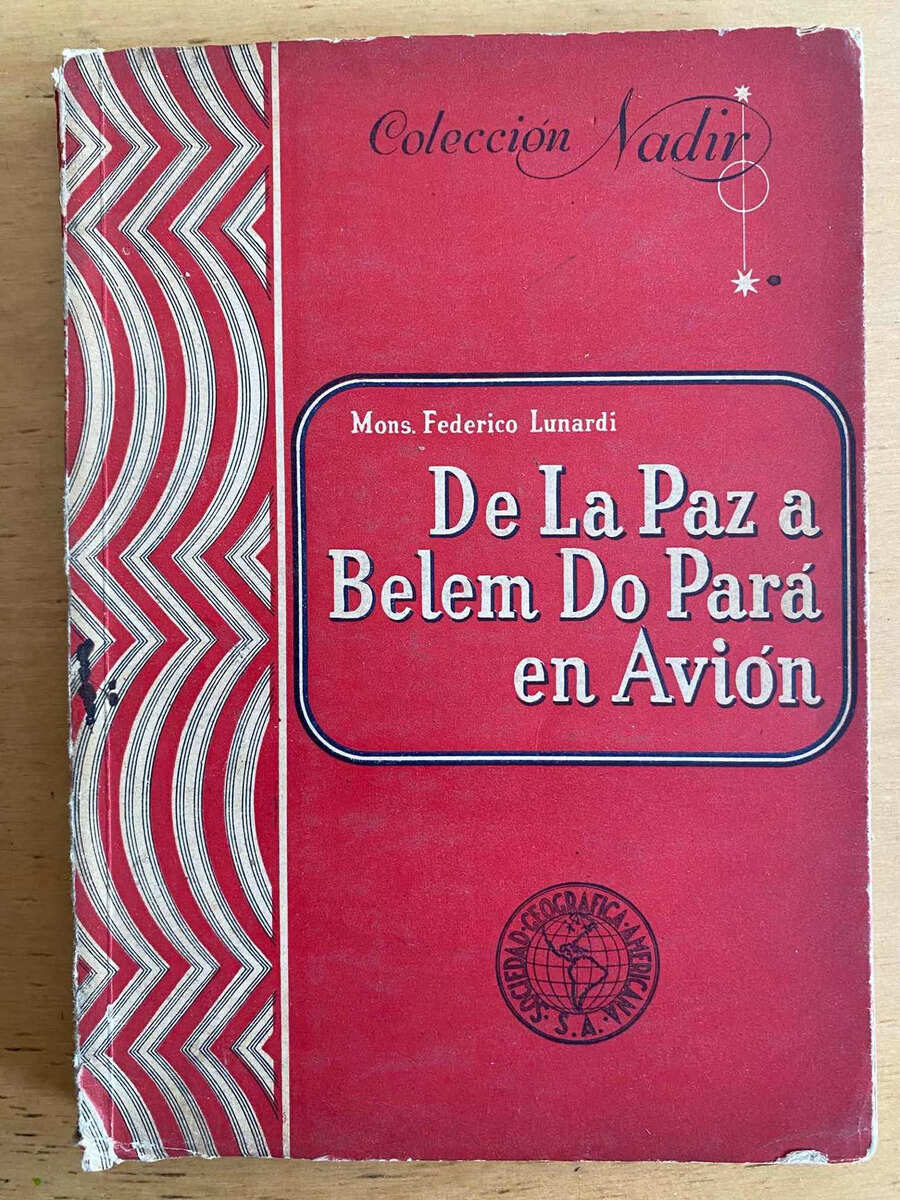 Colección Nadir
Mons. Federico Lunardi
De La Paz a
Belem Do Pará
en Avión
SOCIEDAD·GEOGRAFICA·AMERICANA·S.A.